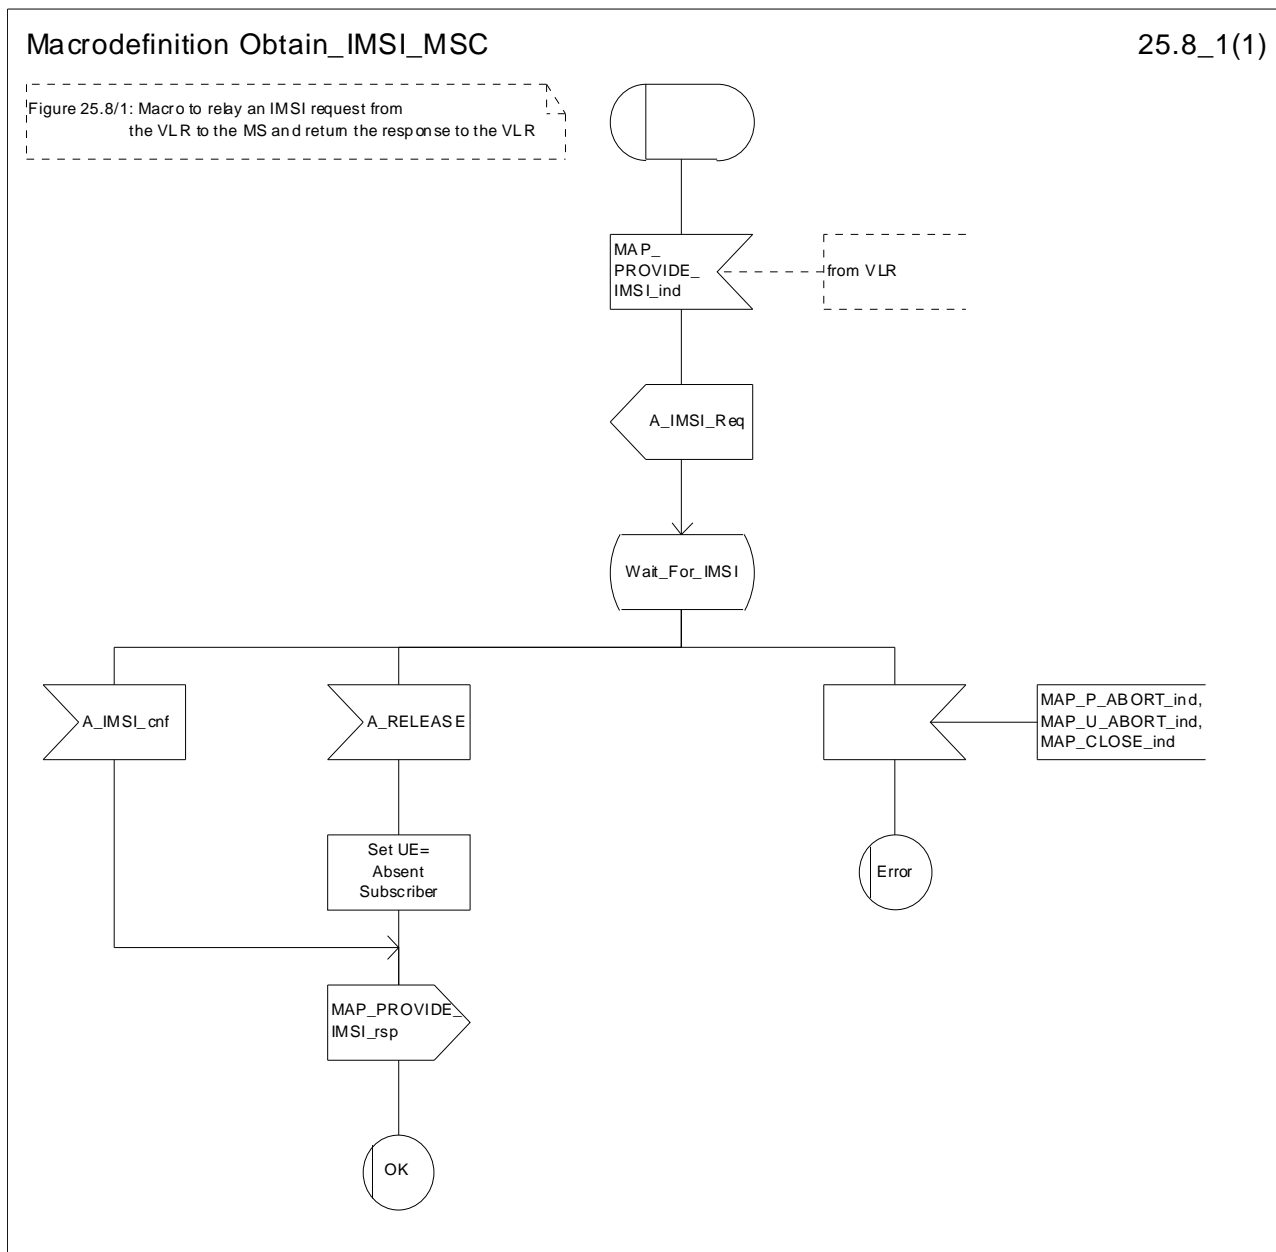 Macrodefinition Obtain_IMSI_MSC
25.8_1(1)
Figure 25.8/1: Macro to relay an IMSI request from
the VLR to the MS and return the response to the VLR
MAP_
PROVIDE_
IMSI_ind
from VLR
A_IMSI_Req
Wait_For_IMSI
A_IMSI_cnf
A_RELEASE
MAP_P_ABORT_ind,
MAP_U_ABORT_ind,
MAP_CLOSE_ind
Set UE=
Absent
Subscriber
Error
MAP_PROVIDE_
IMSI_rsp
OK